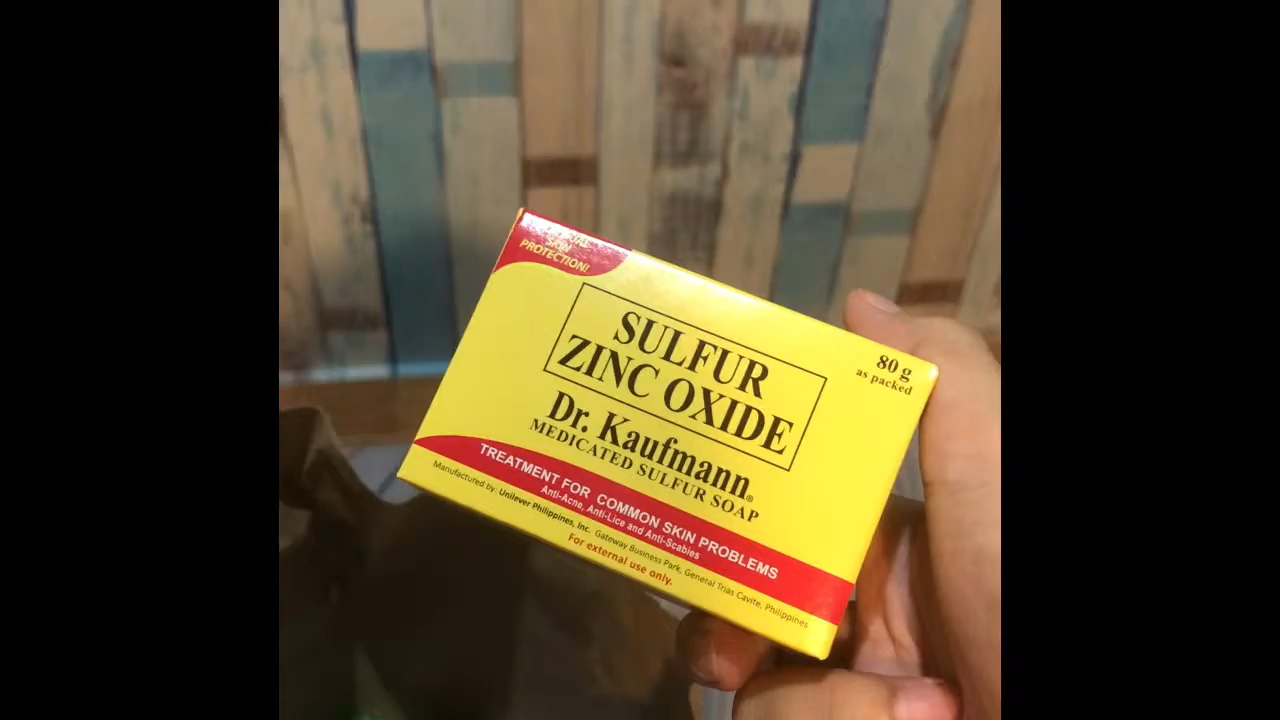 SKIN
PROTECTION!
80 g
as packed
SULFUR
ZINC OXIDE
Dr. Kaufmann®
MEDICATED SULFUR SOAP
TREATMENT FOR COMMON SKIN PROBLEMS
Anti-Acne, Anti-Lice and Anti-Scabies
Manufactured by: Unilever Philippines, Inc. Gateway Business Park, General Trias Cavite, Philippines
For external use only.